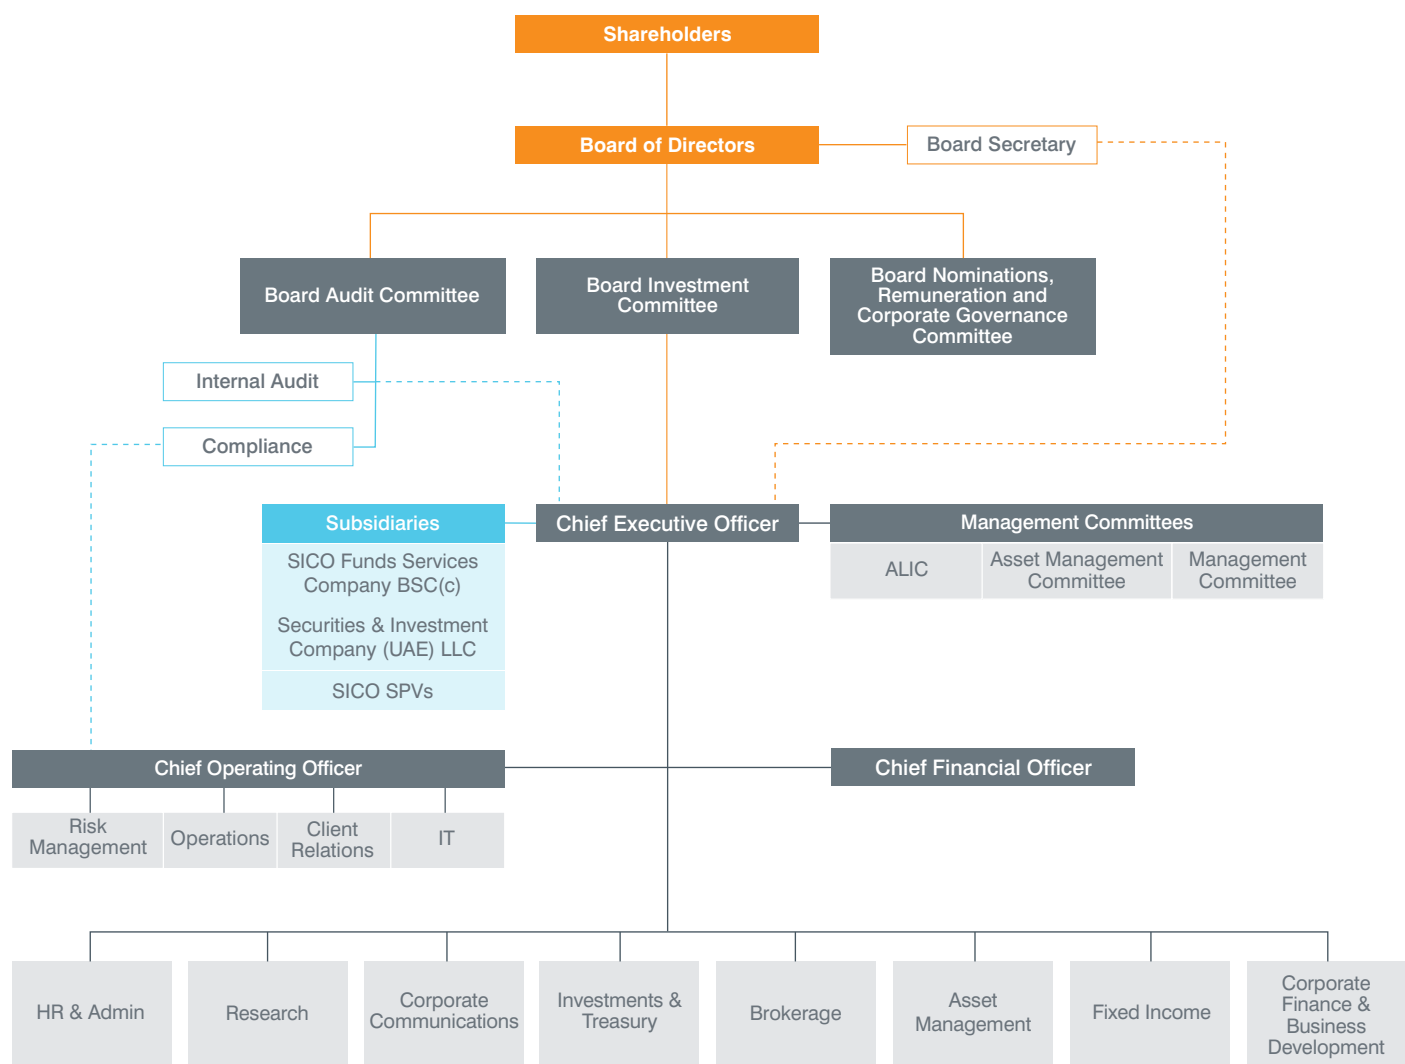 Shareholders
Board of Directors
Board Secretary
Board Audit Committee
Board Investment
Committee
Board Nominations,
Remuneration and
Corporate Governance
Committee
Internal Audit
Compliance
Subsidiaries
SICO Funds Services
Company BSC(c)
Securities & Investment
Company (UAE) LLC
SICO SPVs
Chief Executive Officer
Management Committees
ALIC
Asset Management
Committee
Management
Committee
Chief Operating Officer
Chief Financial Officer
Risk
Management
Operations
Client
Relations
IT
HR & Admin
Research
Corporate
Communications
Investments &
Treasury
Brokerage
Asset
Management
Fixed Income
Corporate
Finance &
Business
Development